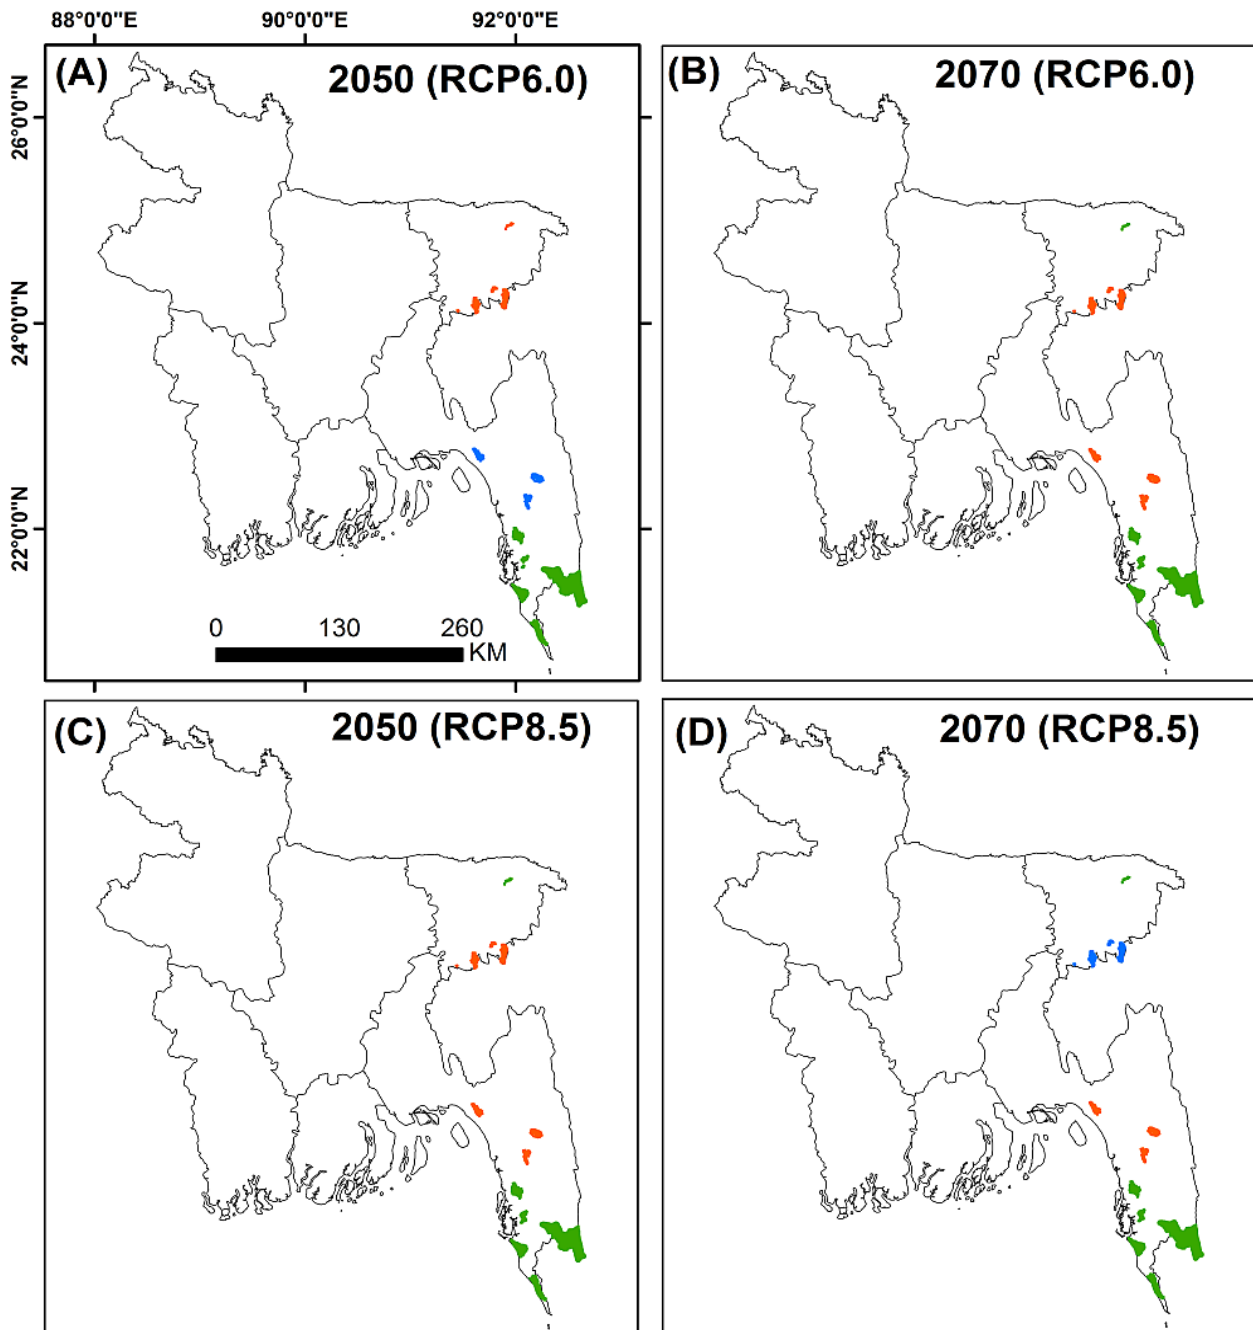 88°0'0"E 90°0'0"E 92°0'0"E
(A) 2050 (RCP6.0)
(B) 2070 (RCP6.0)
26°0'0"N
24°0'0"N
22°0'0"N
0 130 260
KM
(C) 2050 (RCP8.5)
(D) 2070 (RCP8.5)